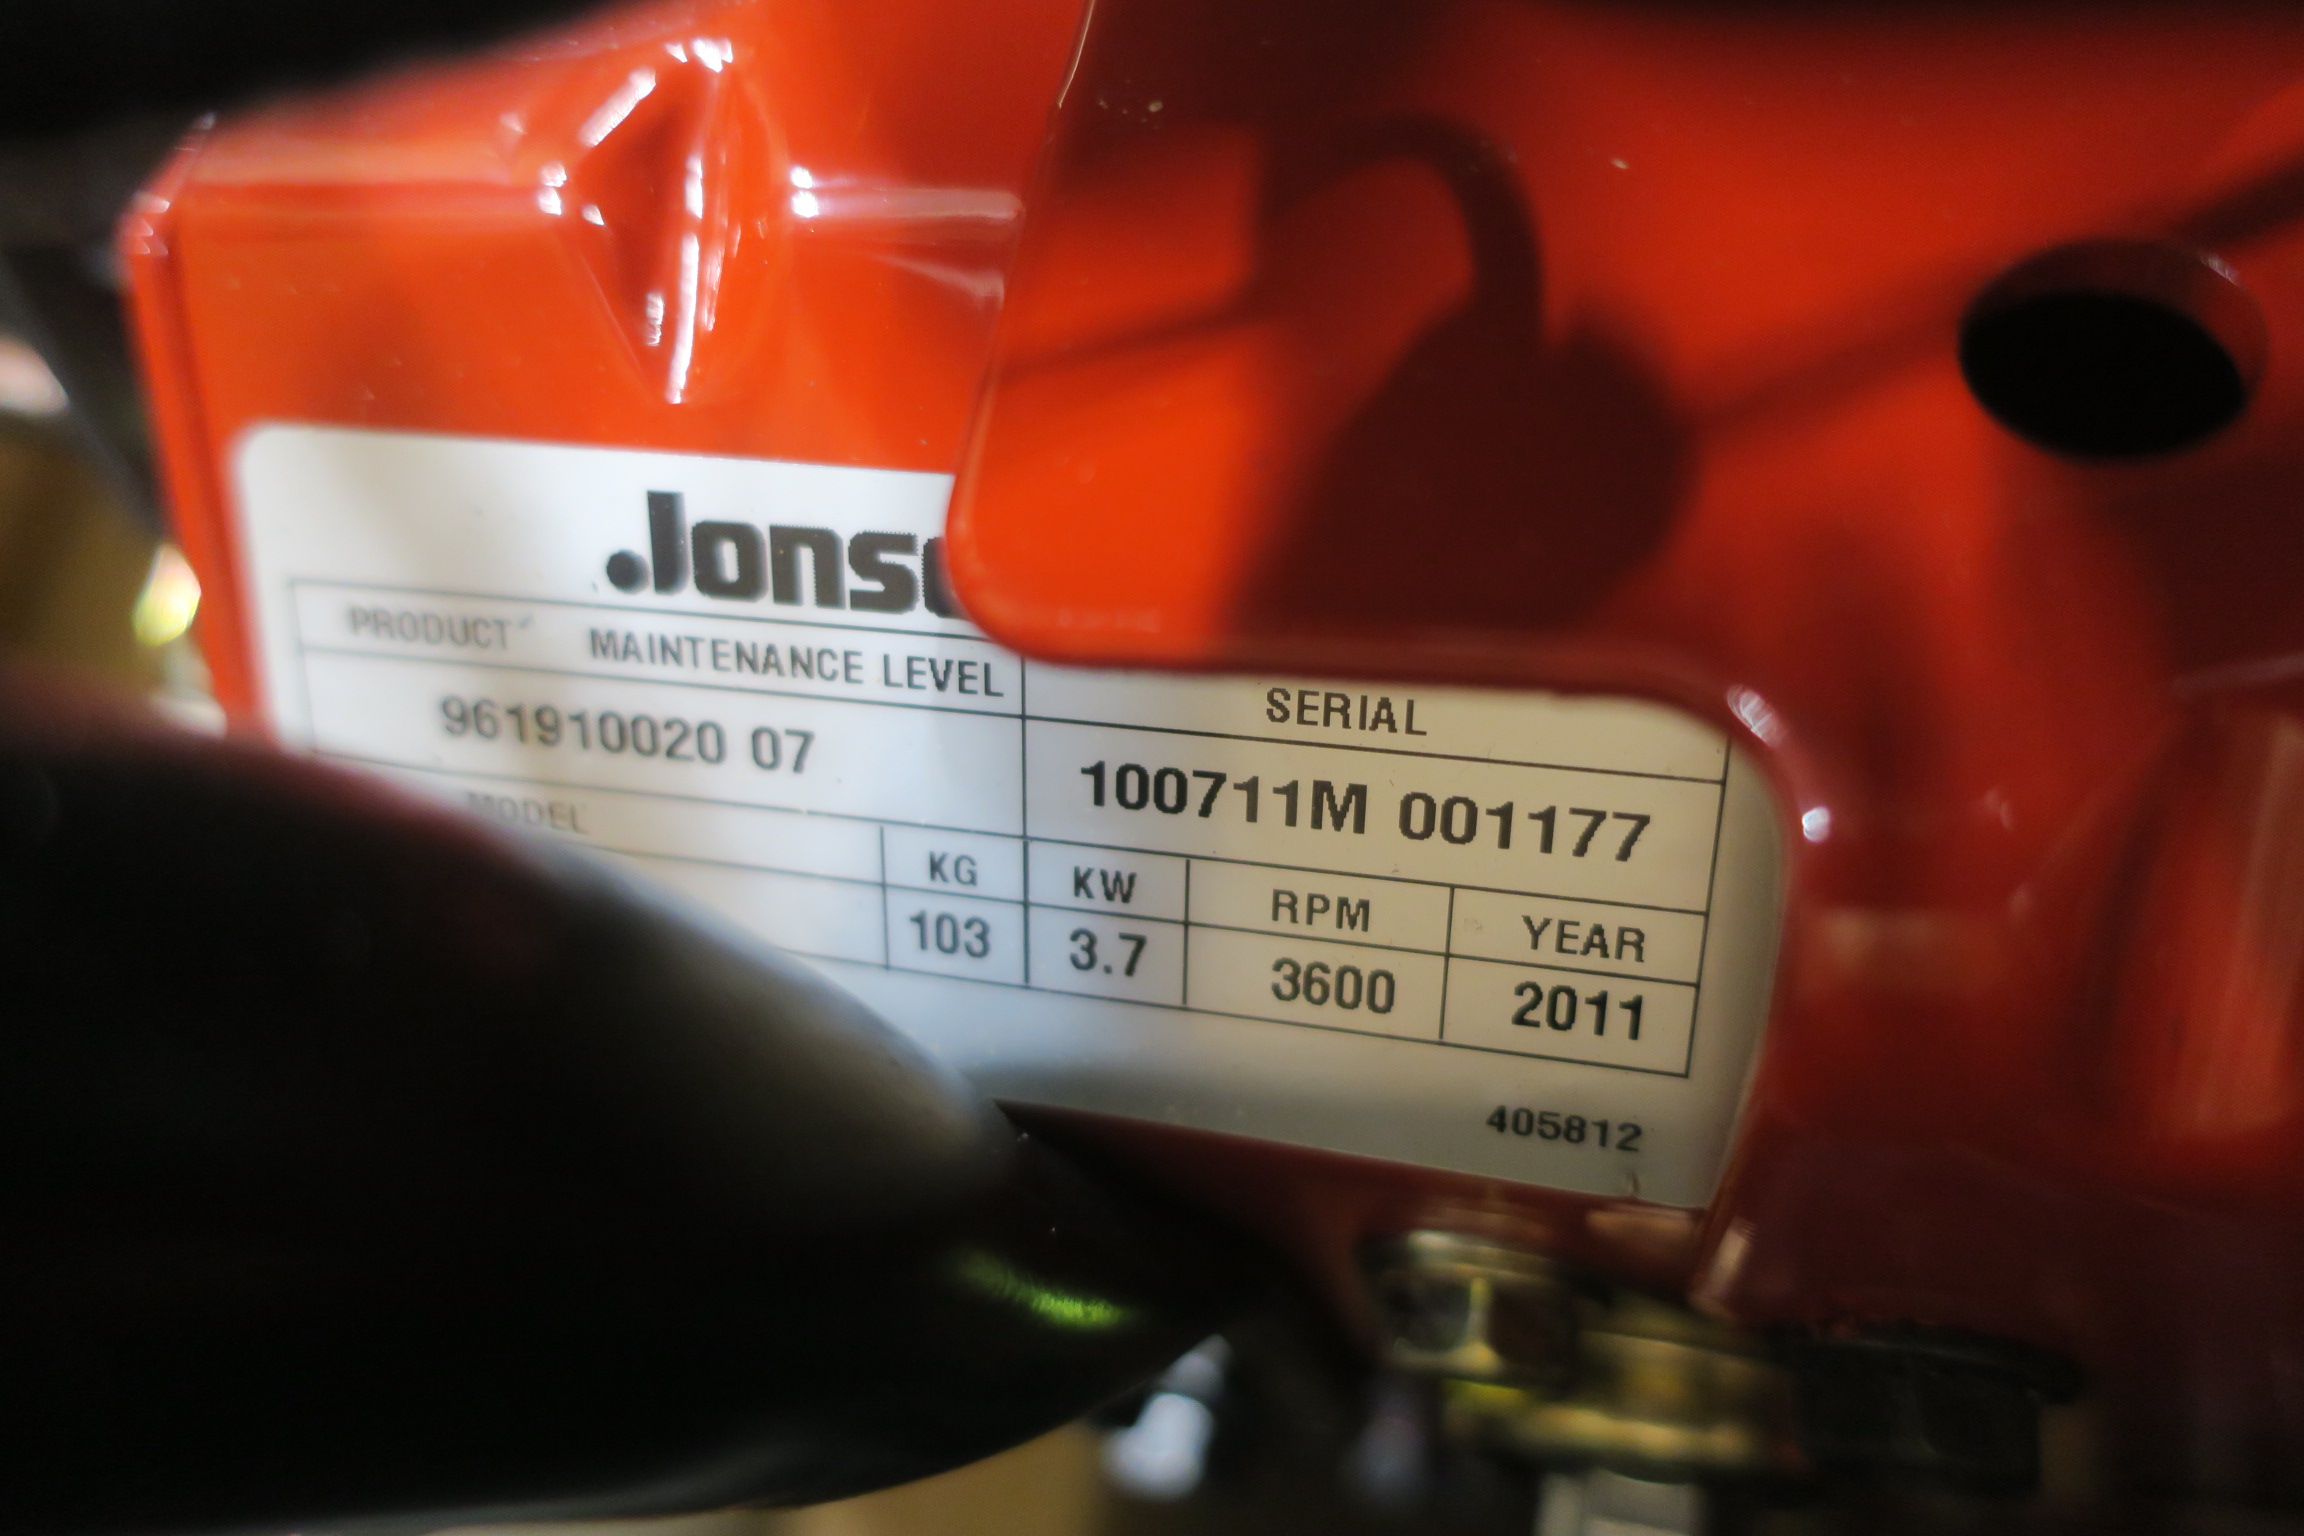 Jonse
PRODUCT MAINTENANCE LEVEL SERIAL
961910020 07 100711M 001177
MODEL KG KW RPM YEAR
103 3.7 3600 2011
405812